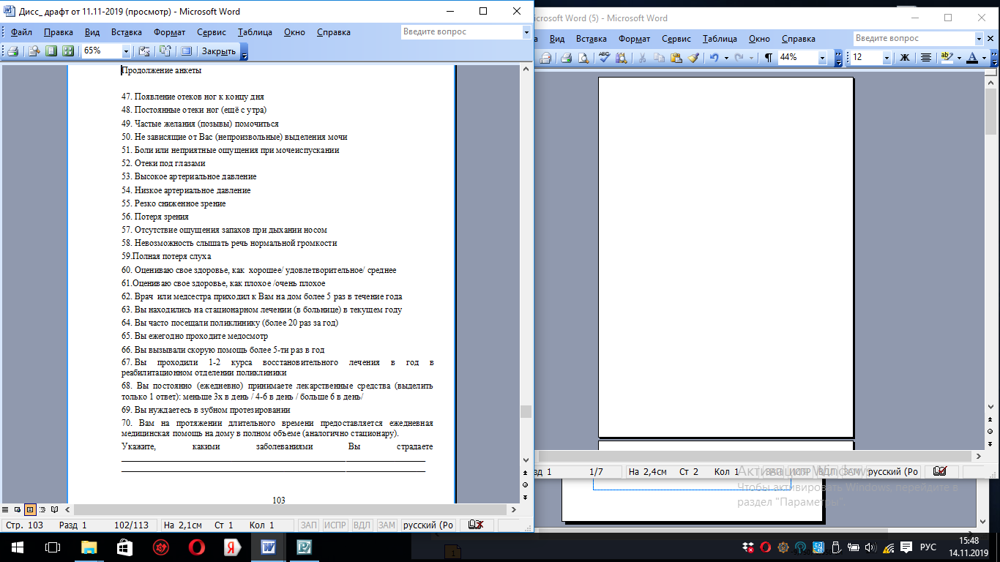 Дисс_ драфт от 11.11-2019 (просмотр) - Microsoft Word
Файл Правка Вид Вставка Формат Сервис Таблица Окно Справка
Введите вопрос
65% Закрыть
Продолжение анкеты
47. Появление отеков ног к концу дня
48. Постоянные отеки ног (ещё с утра)
49. Частые желания (позывы) помочиться
50. Не зависящие от Вас (непроизвольные) выделения мочи
51. Боли или неприятные ощущения при мочеиспускании
52. Отеки под глазами
53. Высокое артериальное давление
54. Низкое артериальное давление
55. Резко сниженное зрение
56. Потеря зрения
57. Отсутствие ощущения запахов при дыхании носом
58. Невозможность слышать речь нормальной громкости
59.Полная потеря слуха
60. Оцениваю свое здоровье, как хорошее/ удовлетворительное/ среднее
61.Оцениваю свое здоровье, как плохое /очень плохое
62. Врач или медсестра приходил к Вам на дом более 5 раз в течение года
63. Вы находились на стационарном лечении (в больнице) в текущем году
64. Вы часто посещали поликлинику (более 20 раз за год)
65. Вы ежегодно проходите медосмотр
66. Вы вызывали скорую помощь более 5-ти раз в год
67. Вы проходили 1-2 курса восстановительного лечения в год в
реабилитационном отделении поликлиники
68. Вы постоянно (ежедневно) принимаете лекарственные средства (выделить
только 1 ответ): меньше 3х в день / 4-6 в день / больше 6 в день/
69. Вы нуждаетесь в зубном протезировании
70. Вам на протяжении длительного времени предоставляется ежедневная
медицинская помощь на дому в полном объеме (аналогично стационару).
Укажите, какими заболеваниями Вы страдаете
103
Стр. 103 Разд 1 102/113 На 2,1см Ст 1 Кол 1 ЗАП ИСПР ВДЛ ЗАМ русский (Ро
icrosoft Word (5) - Microsoft Word
а Вид Вставка Формат Сервис Таблица Окно Справка
Введите вопрос
44% 12 Ж
зд 1 1/7 На 2,4см Ст 2 Кол 1 ЗАП ИСПР ВДЛ ЗАМ русский (Ро
Активация Windows
Чтобы активировать Windows, перейдите в
раздел "Параметры".
1
РУС
15:48
14.11.2019